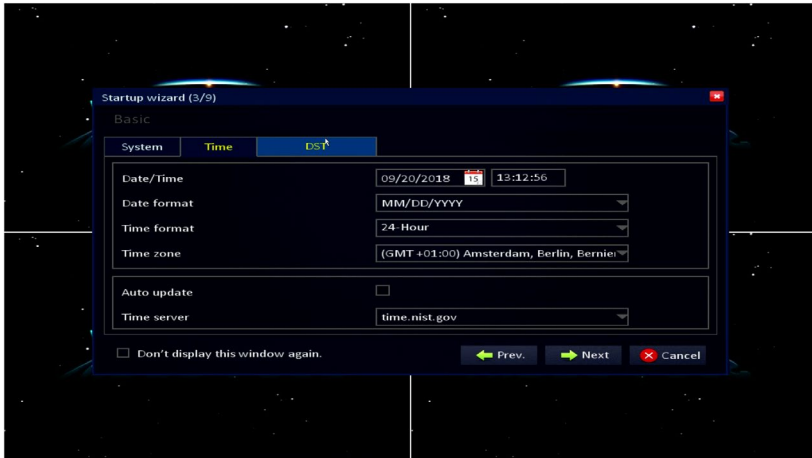 Startup wizard (3/9)
Basic
System Time DST
Date/Time 09/20/2018 15 13:12:56
Date format MM/DD/YYYY
Time format 24-Hour
Time zone (GMT +01:00) Amsterdam, Berlin, Bernier
Auto update
Time server time.nist.gov
Don't display this window again. Prev. Next Cancel